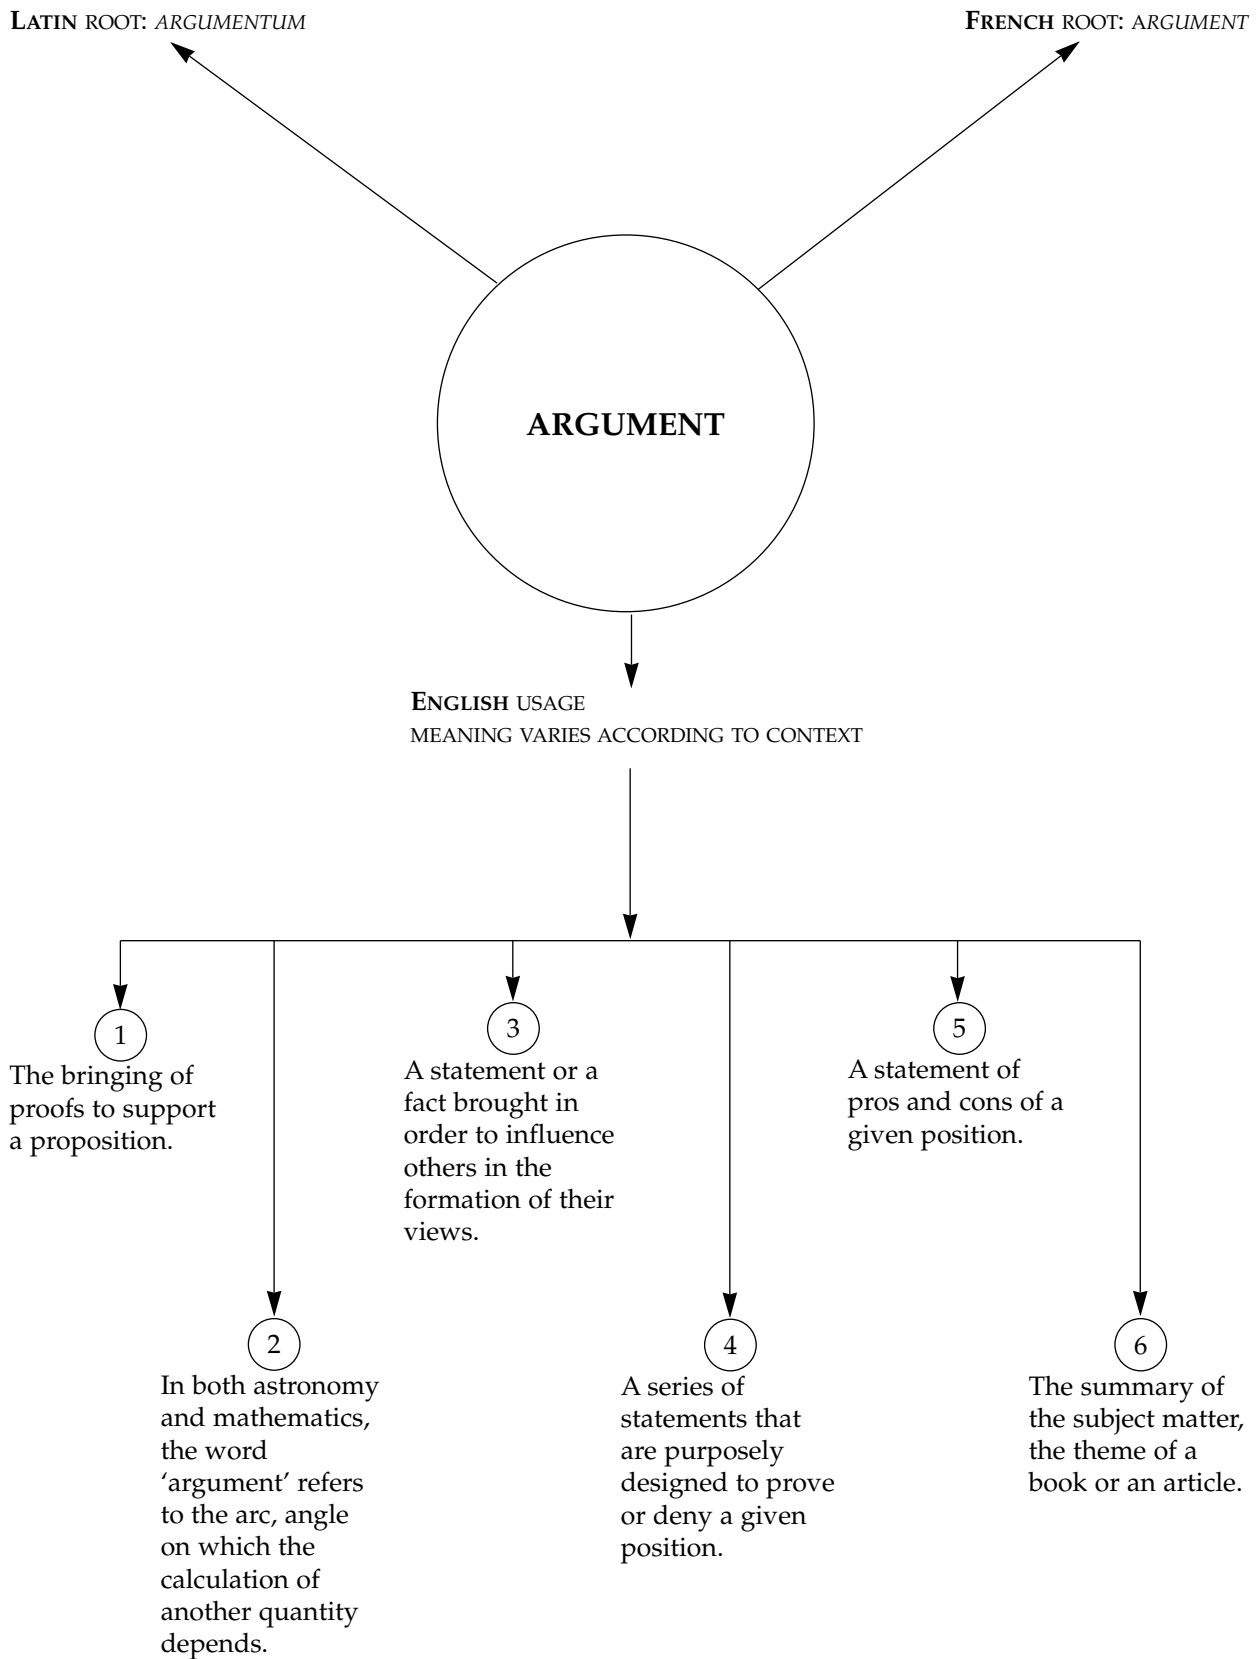 LATIN ROOT: ARGUMENTUM
FRENCH ROOT: ARGUMENT
ARGUMENT
ENGLISH USAGE
MEANING VARIES ACCORDING TO CONTEXT
1
The bringing of
proofs to support
a proposition.
2
In both astronomy
and mathematics,
the word
‘argument’ refers
to the arc, angle
on which the
calculation of
another quantity
depends.
3
A statement or a
fact brought in
order to influence
others in the
formation of their
views.
4
A series of
statements that
are purposely
designed to prove
or deny a given
position.
5
A statement of
pros and cons of a
given position.
6
The summary of
the subject matter,
the theme of a
book or an article.